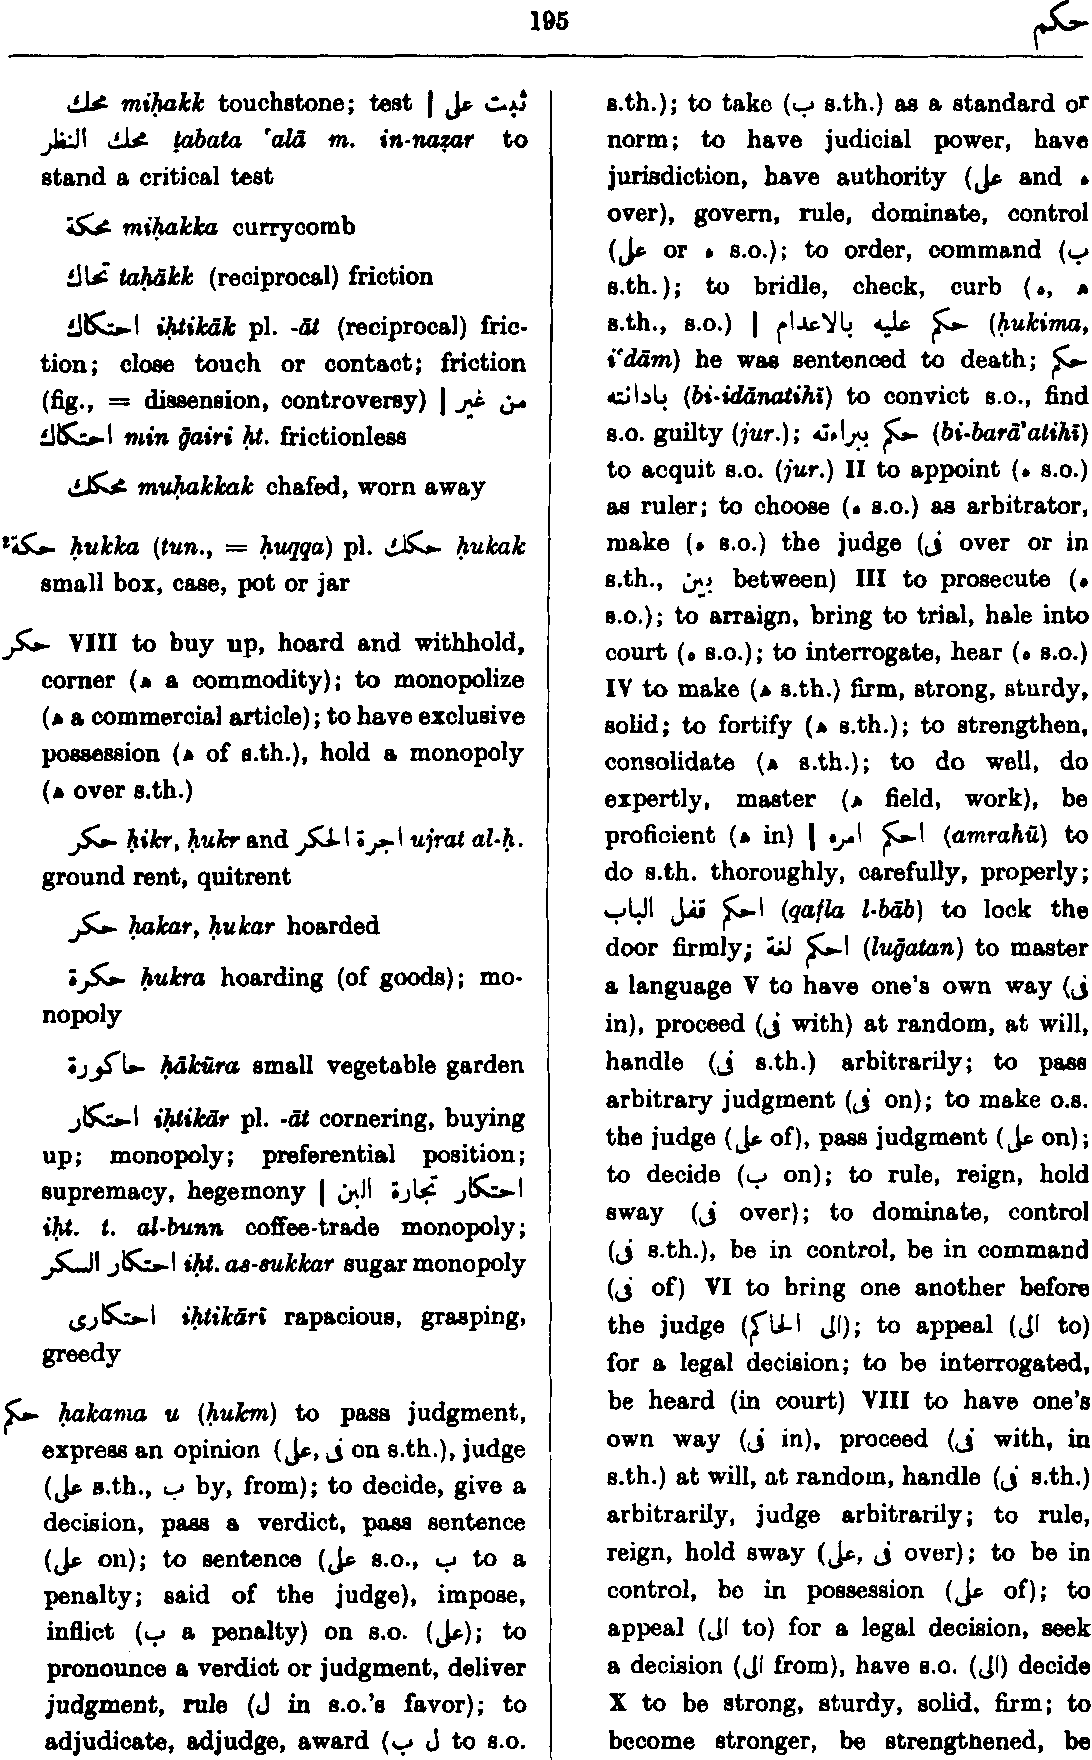 195
حكم
محك miḥakk touchstone; test | ثبت على
محك النظر ṯabata ʿalā m. in-naẓar to
stand a critical test
محكة miḥakka currycomb
تحاك taḥākk (reciprocal) friction
احتكاك iḥtikāk pl. -āt (reciprocal) fric-
tion; close touch or contact; friction
(fig., = dissension, controversy) | من غير
احتكاك min ḡairi ḥt. frictionless
محكك muḥakkak chafed, worn away
حكة² ḥukka (tun., = ḥuqqa) pl. حكك ḥukak
small box, case, pot or jar
حكر VIII to buy up, hoard and withhold,
corner (ﻫ a commodity); to monopolize
(ﻫ a commercial article); to have exclusive
possession (ﻫ of s.th.), hold a monopoly
(ﻫ over s.th.)
حكر ḥikr, ḥukr and اجرة الحكر ujrat al-ḥ.
ground rent, quitrent
حكر ḥakar, ḥukar hoarded
حكرة ḥukra hoarding (of goods); mo-
nopoly
حاكورة ḥākūra small vegetable garden
احتكار iḥtikār pl. -āt cornering, buying
up; monopoly; preferential position;
supremacy, hegemony | احتكار تجارة البن
iḥt. t. al-bunn coffee-trade monopoly;
احتكار السكر iḥt. as-sukkar sugar monopoly
احتكارى iḥtikārī rapacious, grasping,
greedy
حكم ḥakama u (ḥukm) to pass judgment,
express an opinion (على, فى on s.th.), judge
(على s.th., ب by, from); to decide, give a
decision, pass a verdict, pass sentence
(على on); to sentence (على s.o., ب to a
penalty; said of the judge), impose,
inflict (ب a penalty) on s.o. (على); to
pronounce a verdict or judgment, deliver
judgment, rule (ل in s.o.'s favor); to
adjudicate, adjudge, award (ب ل to s.o.
s.th.); to take (ب s.th.) as a standard or
norm; to have judicial power, have
jurisdiction, have authority (على and ه
over), govern, rule, dominate, control
(على or ه s.o.); to order, command (ب
s.th.); to bridle, check, curb (ه, ﻫ
s.th., s.o.) | حكم عليه بالاعدام (ḥukima,
iʿdām) he was sentenced to death; حكم
بادانته (bi-idānatihī) to convict s.o., find
s.o. guilty (jur.); حكم ببراءته (bi-barāʾatihī)
to acquit s.o. (jur.) II to appoint (ه s.o.)
as ruler; to choose (ه s.o.) as arbitrator,
make (ه s.o.) the judge (فى over or in
s.th., بين between) III to prosecute (ه
s.o.); to arraign, bring to trial, hale into
court (ه s.o.); to interrogate, hear (ه s.o.)
IV to make (ﻫ s.th.) firm, strong, sturdy,
solid; to fortify (ﻫ s.th.); to strengthen,
consolidate (ﻫ s.th.); to do well, do
expertly, master (ﻫ field, work), be
proficient (ﻫ in) | احكم امره (amrahū) to
do s.th. thoroughly, carefully, properly;
احكم قفل الباب (qafla l-bāb) to lock the
door firmly; احكم لغة (luḡatan) to master
a language V to have one's own way (فى
in), proceed (فى with) at random, at will,
handle (فى s.th.) arbitrarily; to pass
arbitrary judgment (فى on); to make o.s.
the judge (على of), pass judgment (على on);
to decide (ب on); to rule, reign, hold
sway (فى over); to dominate, control
(فى s.th.), be in control, be in command
(فى of) VI to bring one another before
the judge (الى الحاكم); to appeal (الى to)
for a legal decision; to be interrogated,
be heard (in court) VIII to have one's
own way (فى in), proceed (فى with, in
s.th.) at will, at random, handle (فى s.th.)
arbitrarily, judge arbitrarily; to rule,
reign, hold sway (على, فى over); to be in
control, be in possession (على of); to
appeal (الى to) for a legal decision, seek
a decision (الى from), have s.o. (الى) decide
X to be strong, sturdy, solid, firm; to
become stronger, be strengthened, be